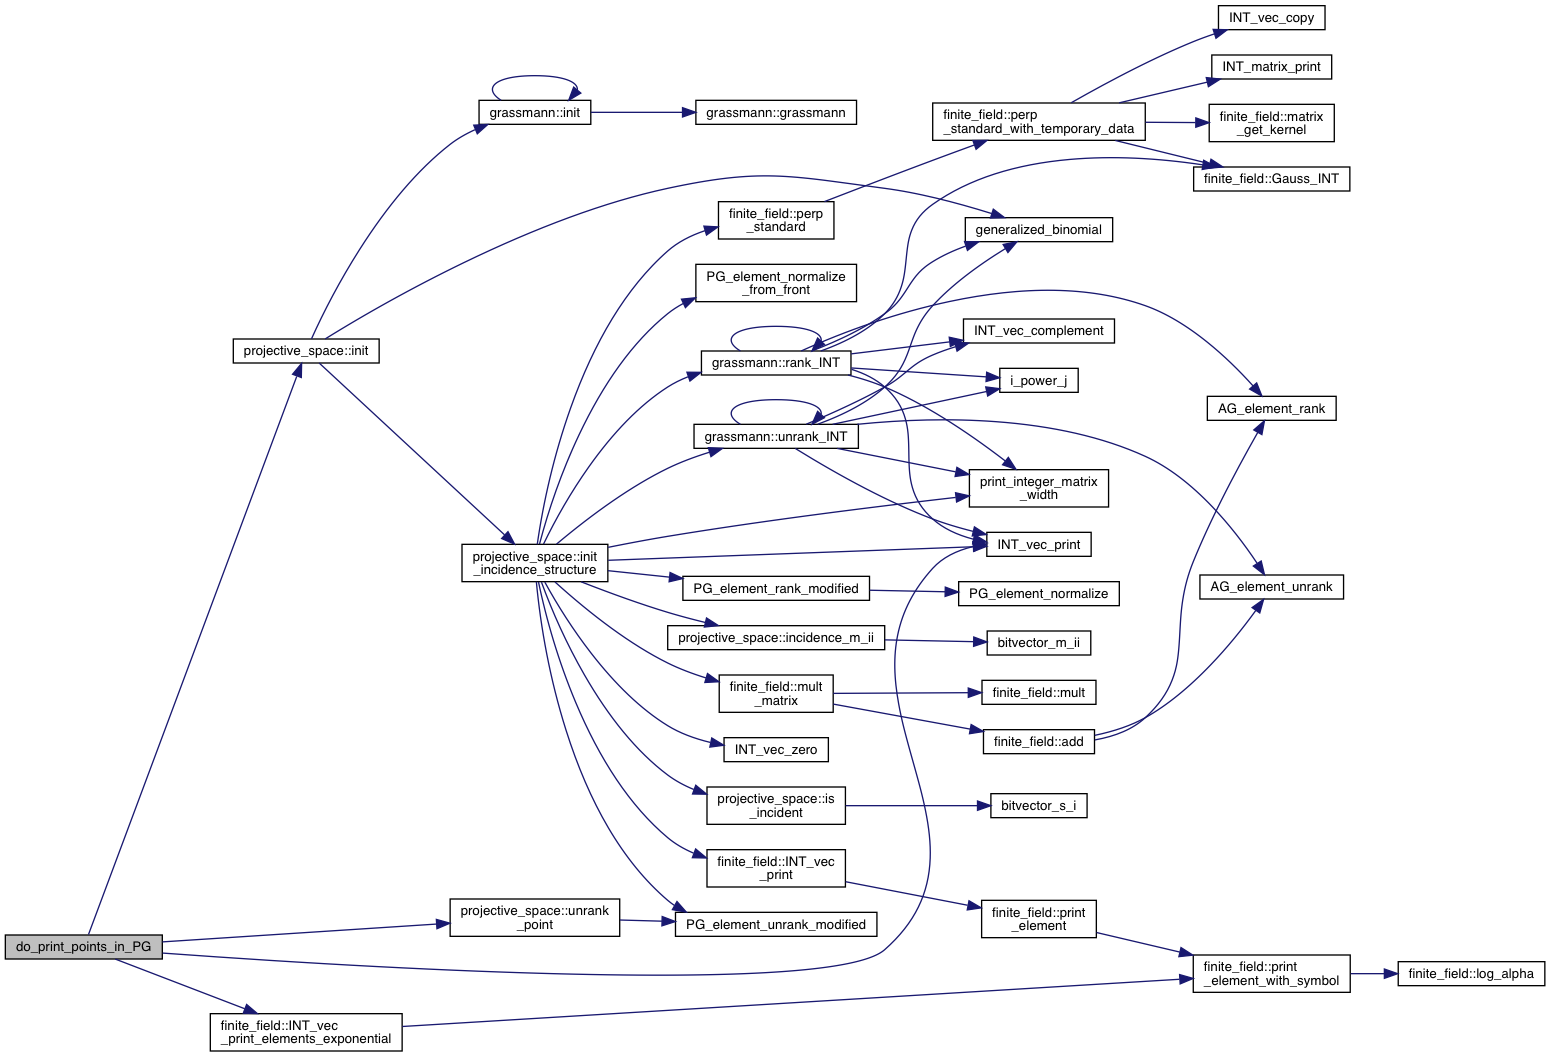 do_print_points_in_PG
projective_space::init
finite_field::INT_vec
_print_elements_exponential
grassmann::init
projective_space::init
_incidence_structure
projective_space::unrank
_point
grassmann::grassmann
finite_field::perp
_standard
PG_element_normalize
_from_front
grassmann::rank_INT
grassmann::unrank_INT
PG_element_rank_modified
projective_space::incidence_m_ii
finite_field::mult
_matrix
INT_vec_zero
projective_space::is
_incident
finite_field::INT_vec
_print
PG_element_unrank_modified
finite_field::perp
_standard_with_temporary_data
generalized_binomial
INT_vec_complement
i_power_j
print_integer_matrix
_width
INT_vec_print
PG_element_normalize
bitvector_m_ii
finite_field::mult
finite_field::add
bitvector_s_i
finite_field::print
_element
INT_vec_copy
INT_matrix_print
finite_field::matrix
_get_kernel
finite_field::Gauss_INT
AG_element_rank
AG_element_unrank
finite_field::print
_element_with_symbol
finite_field::log_alpha